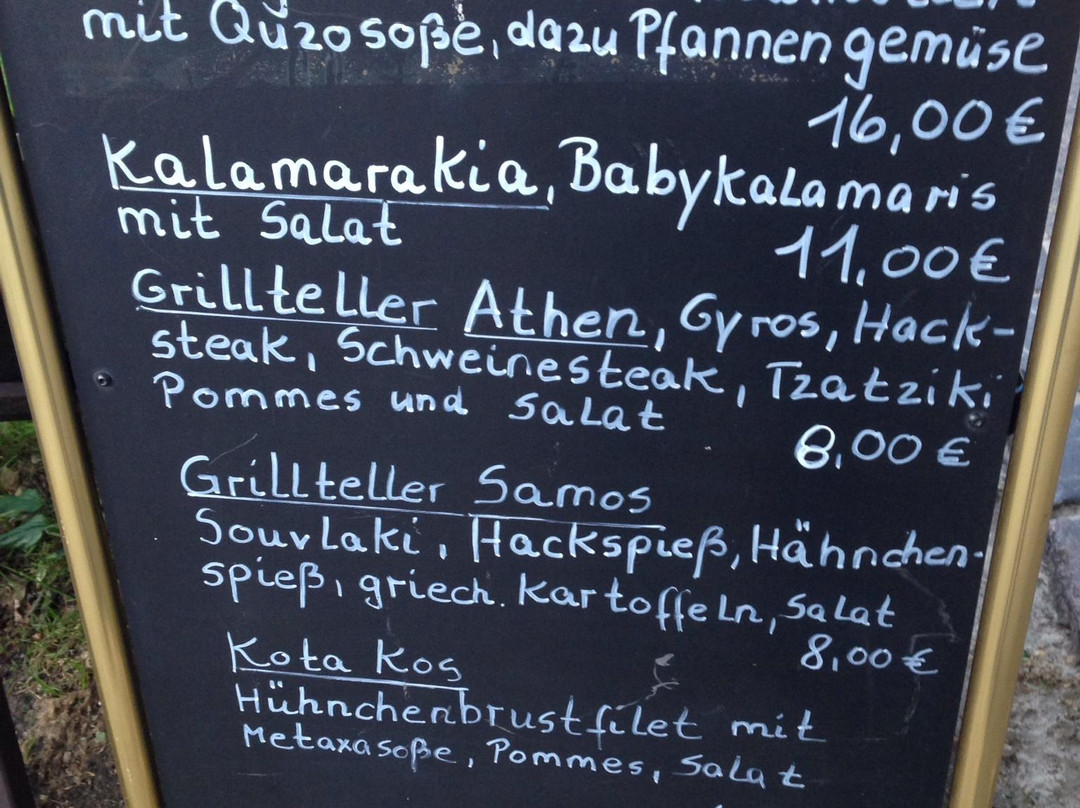 mit Quzosoße, dazu Pfannengemüse
16,00 €
Kalamarakia, Babykalamaris
mit Salat
11,00 €
Grillteller Athen, Gyros, Hack-
steak, Schweinesteak, Tzatziki
Pommes und Salat
8,00 €
Grillteller Samos
Souvlaki, Hackspieß, Hähnchen-
spieß, griech. Kartoffeln, Salat
8,00 €
Kota Kos
Hühnchenbrustfilet mit
Metaxasoße, Pommes, Salat